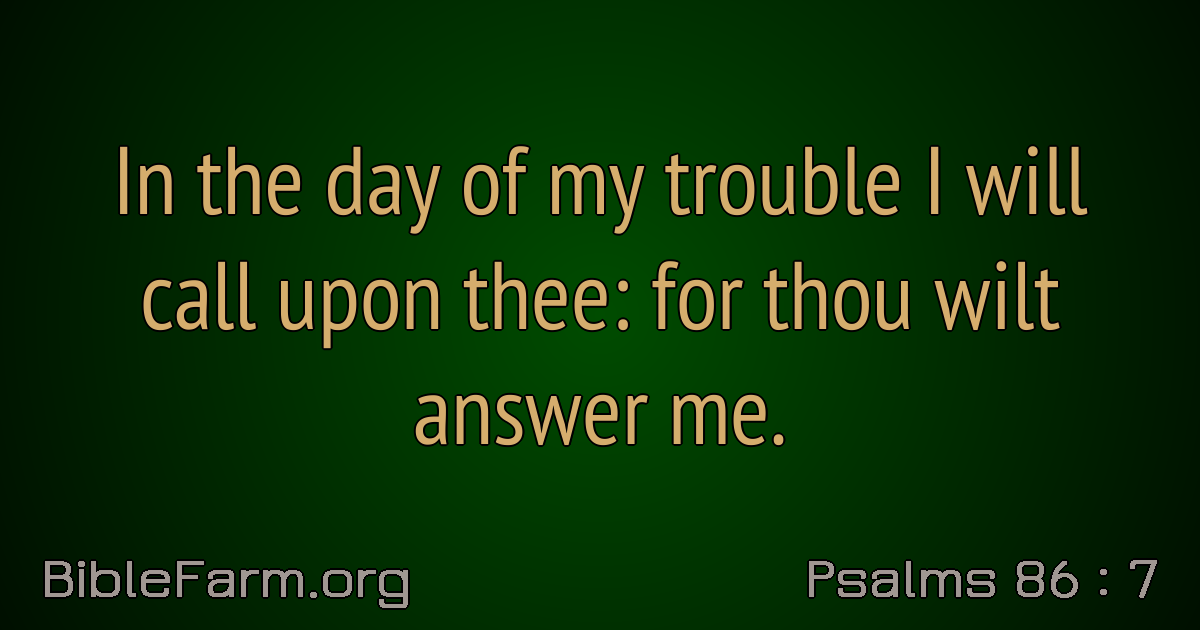 In the day of my trouble I will
call upon thee: for thou wilt
answer me.
BibleFarm.org
Psalms 86 : 7